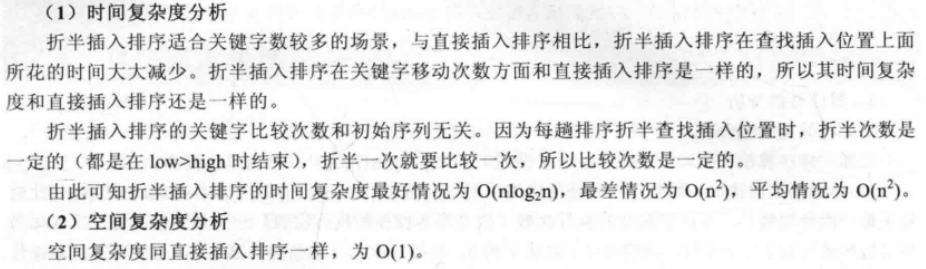 （1）时间复杂度分析
折半插入排序适合关键字数较多的场景，与直接插入排序相比，折半插入排序在查找插入位置上面
所花的时间大大减少。折半插入排序在关键字移动次数方面和直接插入排序是一样的，所以其时间复杂
度和直接插入排序还是一样的。
折半插入排序的关键字比较次数和初始序列无关。因为每趟排序折半查找插入位置时，折半次数是
一定的（都是在 low>high 时结束），折半一次就要比较一次，所以比较次数是一定的。
由此可知折半插入排序的时间复杂度最好情况为 O(nlog₂n)，最差情况为 O(n²)，平均情况为 O(n²)。
（2）空间复杂度分析
空间复杂度同直接插入排序一样，为 O(1)。